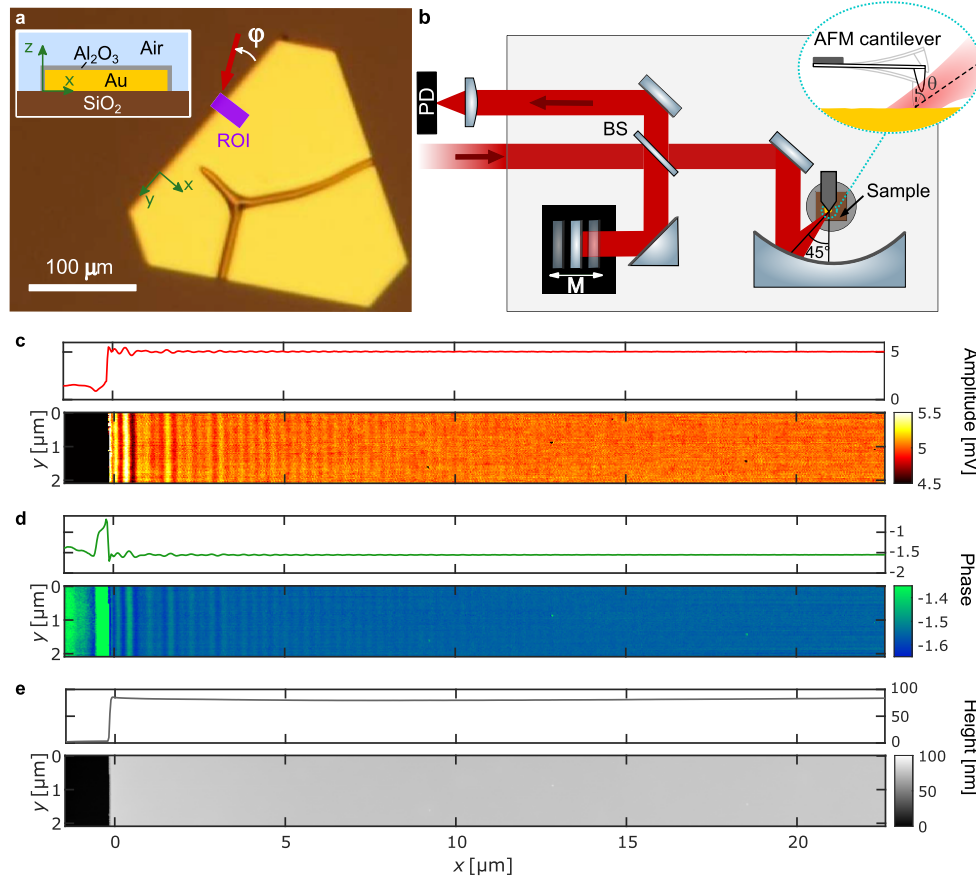 a
Al₂O₃
Air
z
x
Au
SiO₂
φ
ROI
x
y
100 μm
b
PD
BS
M
45°
Sample
AFM cantilever
θ
c
5
0
Amplitude [mV]
y [μm]
0
1
2
5.5
5
4.5
d
-1
-1.5
-2
Phase
y [μm]
0
1
2
-1.4
-1.5
-1.6
e
100
50
0
Height [nm]
y [μm]
0
1
2
100
50
0
0 5 10 15 20
x [μm]